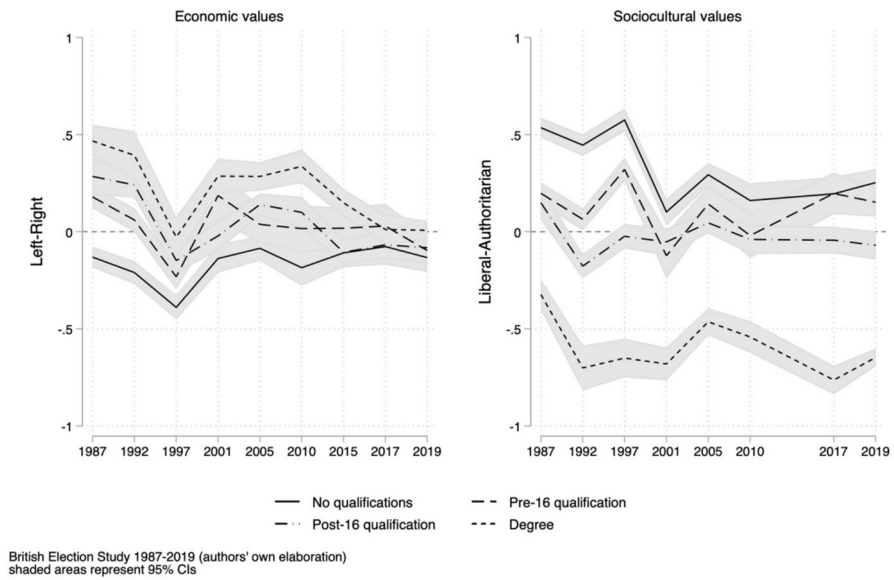 Economic values
Sociocultural values
Left-Right
1
.5
0
-.5
-1
1987 1992 1997 2001 2005 2010 2015 2017 2019
Liberal-Authoritarian
1
.5
0
-.5
-1
1987 1992 1997 2001 2005 2010 2017 2019
No qualifications
Pre-16 qualification
Post-16 qualification
Degree
British Election Study 1987-2019 (authors' own elaboration)
shaded areas represent 95% CIs